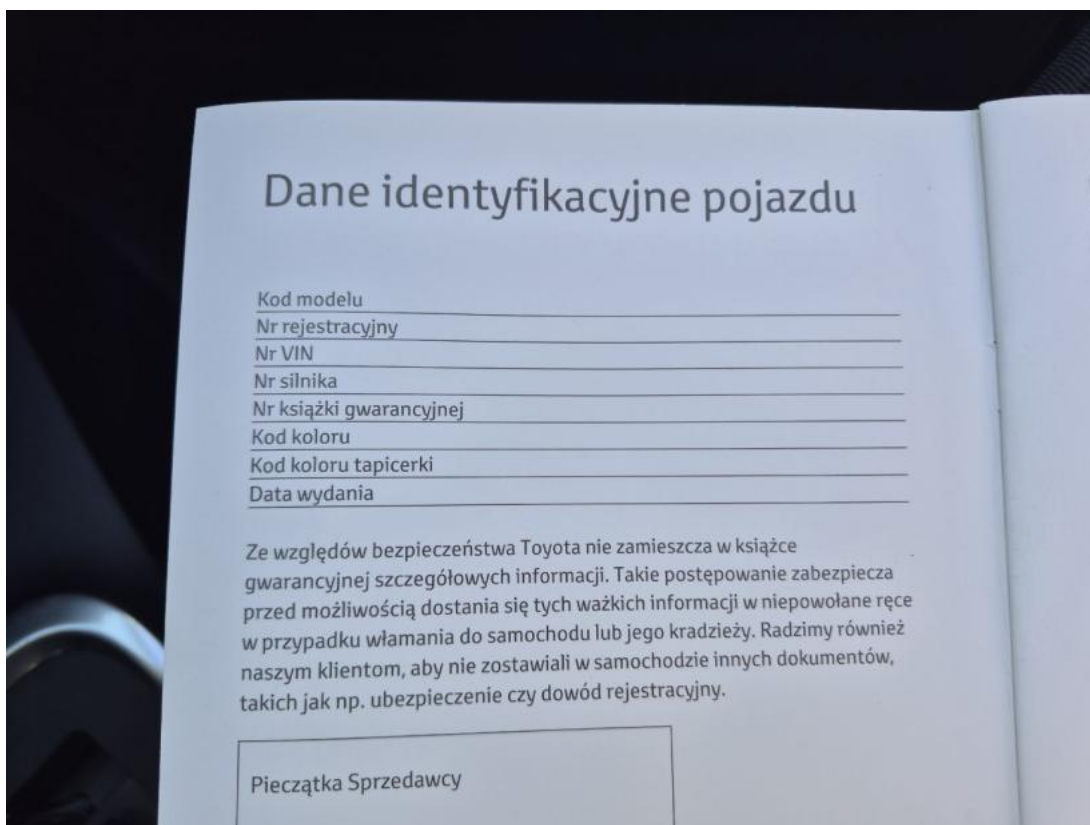 Dane identyfikacyjne pojazdu
Kod modelu
Nr rejestracyjny
Nr VIN
Nr silnika
Nr książki gwarancyjnej
Kod koloru
Kod koloru tapicerki
Data wydania
Ze względów bezpieczeństwa Toyota nie zamieszcza w książce
gwarancyjnej szczegółowych informacji. Takie postępowanie zabezpiecza
przed możliwością dostania się tych ważkich informacji w niepowołane ręce
w przypadku włamania do samochodu lub jego kradzieży. Radzimy również
naszym klientom, aby nie zostawiali w samochodzie innych dokumentów,
takich jak np. ubezpieczenie czy dowód rejestracyjny.
Pieczątka Sprzedawcy